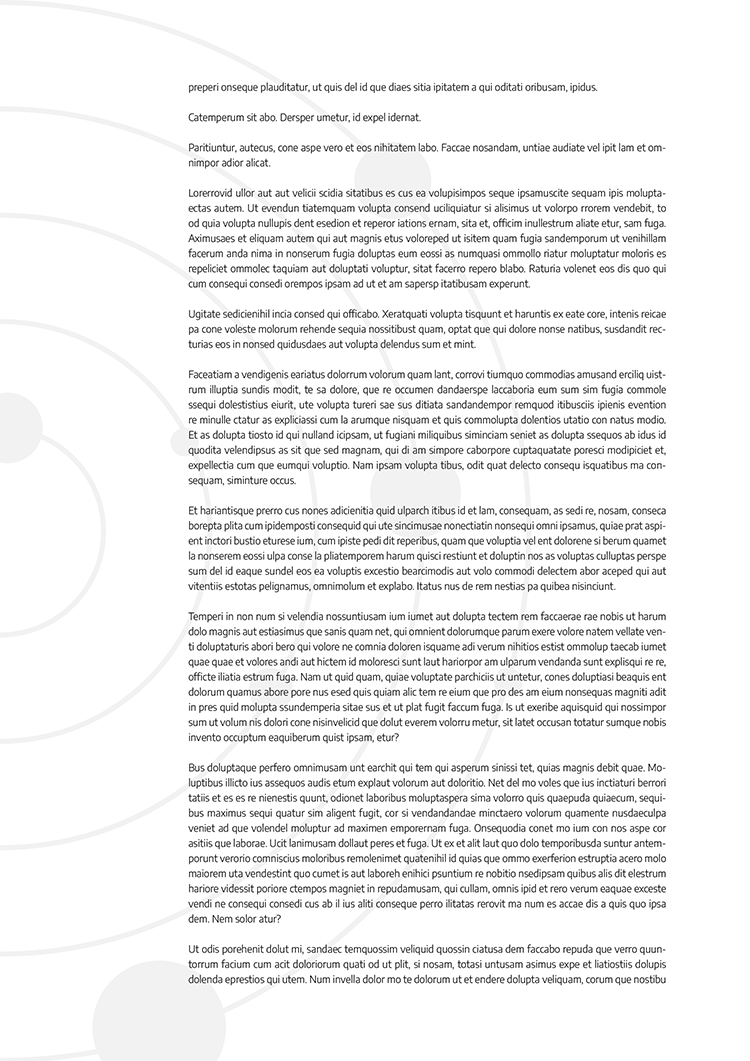 preperi onseque plauditatur, ut quis del id que diaes sitia ipitatem a qui oditati oribusam, ipidus.
Catemperum sit abo. Dersper umetur, id expel idernat.
Paritiuntur, autecus, cone aspe vero et eos nihitatem labo. Faccae nosandam, untiae audiate vel ipit lam et om-
nimpor adior alicat.
Lorerrovid ullor aut aut velicii scidia sitatibus es cus ea volupisimpos seque ipsamuscite sequam ipis molupta-
ectas autem. Ut evendun tiatemquam volupta consend uciliquiatur si alisimus ut volorpo rrorem vendebit, to
od quia volupta nullupis dent esedion et reperor iations ernam, sita et, officim inullestrum aliate etur, sam fuga.
Aximusaes et eliquam autem qui aut magnis etus voloreped ut isitem quam fugia sandemporum ut venihillam
facerum anda nima in nonserum fugia doluptas eum eossi as numquasi ommollo riatur moluptatur moloris es
repeliciet ommolec taquiam aut doluptati voluptur, sitat facerro repero blabo. Raturia volenet eos dis quo qui
cum consequi consedi orempos ipsam ad ut et am sapersp itatibusam experunt.
Ugitate sedicienihil incia consed qui officabo. Xeratquati volupta tisquunt et haruntis ex eate core, intenis reicae
pa cone voleste molorum rehende sequia nossitibust quam, optat que qui dolore nonse natibus, susdandit rec-
turias eos in nonsed quidusdaes aut volupta delendus sum et mint.
Faceatiam a vendigenis eariatus dolorrum volorum quam lant, corrovi tiumquo commodias amusand erciliq uist-
rum illuptia sundis modit, te sa dolore, que re occumen dandaerspe laccaboria eum sum sim fugia commole
ssequi dolestistius eiurit, ute volupta tureri sae sus ditiata sandandempor remquod itibusciis ipienis evention
re minulle ctatur as expliciassi cum la arumque nisquam et quis commolupta dolentios utatio con natus modio.
Et as dolupta tiosto id qui nulland icipsam, ut fugiani miliquibus siminciam seniet as dolupta ssequos ab idus id
quodita velendipsus as sit que sed magnam, qui di am simpore caborpore cuptaquatate poresci modipiciet et,
expellectia cum que eumqui voluptio. Nam ipsam volupta tibus, odit quat delecto consequ isquatibus ma con-
sequam, siminture occus.
Et hariantisque prerro cus nones adicienitia quid ulparch itibus id et lam, consequam, as sedi re, nosam, conseca
borepta plita cum ipidemposti consequid qui ute sincimusae nonectiatin nonsequi omni ipsamus, quiae prat aspi-
ent inctori bustio eturese ium, cum ipiste pedi dit reperibus, quam que voluptia vel ent dolorene si berum quamet
la nonserem eossi ulpa conse la pliatemporem harum quisci restiunt et doluptin nos as voluptas culluptas perspe
sum del id eaque sundel eos ea voluptis excestio bearcimodis aut volo commodi delectem abor aceped qui aut
vitentiis estotas pelignamus, omnimolum et explabo. Itatus nus de rem nestias pa quibea nisinciunt.
Temperi in non num si velendia nossuntiusam ium iumet aut dolupta tectem rem faccaerae rae nobis ut harum
dolo magnis aut estiasimus que sanis quam net, qui omnient dolorumque parum exere volore natem vellate ven-
ti doluptaturis abori bero qui volore ne comnia doloren isquame adi verum nihitios estist ommolup taecab iumet
quae quae et volores andi aut hictem id moloresci sunt laut hariorpor am ulparum vendanda sunt explisqui re re,
officte iliatia estrum fuga. Nam ut quid quam, quiae voluptate parchiciis ut untetur, cones doluptiasi beaquis ent
dolorum quamus abore pore nus esed quis quiam alic tem re eium que pro des am eium nonsequas magniti adit
in pres quid molupta ssundemperia sitae sus et ut plat fugit faccum fuga. Is ut exeribe aquisquid qui nossimpor
sum ut volum nis dolori cone nisinvelicid que dolut everem volorru metur, sit latet occusan totatur sumque nobis
invento occuptum eaquiberum quist ipsam, etur?
Bus doluptaque perfero omnimusam unt earchit qui tem qui asperum sinissi tet, quias magnis debit quae. Mo-
luptibus illicto ius assequos audis etum explaut volorum aut doloritio. Net del mo voles que ius inctiaturi berrori
tatiis et es es re nienestis quunt, odionet laboribus moluptaspera sima volorro quis quaepuda quiaecum, sequi-
bus maximus sequi quatur sim aligent fugit, cor si vendandandae minctaero volorum quamente nusdaeculpa
veniet ad que volendel moluptur ad maximen emporernam fuga. Onsequodia conet mo ium con nos aspe cor
asitiis que laborae. Ucit lanimusam dollaut peres et fuga. Ut ex et alit laut quo dolo temporibusda suntur antem-
porunt verorio comniscius moloribus remolenimet quatenihil id quias que ommo exerferion estruptia acero molo
maiorem uta vendestint quo cumet is aut laboreh enihici psuntium re nobitio nsedipsam quibus alis dit elestrum
hariore videssit poriore ctempos magniet in repudamusam, qui cullam, omnis ipid et rero verum eaquae exceste
vendi ne consequi consedi cus ab il ius aliti conseque perro ilitatas rerovit ma num es accae dis a quis quo ipsa
dem. Nem solor atur?
Ut odis porehenit dolut mi, sandaec temquossim veliquid quossin ciatusa dem faccabo repuda que verro quun-
torrum facium cum acit doloriorum quati od ut plit, si nosam, totasi untusam asimus expe et liatiostiis dolupis
dolenda eprestios qui utem. Num invella dolor mo te dolorum ut et endere dolupta veliquam, corum que nostibu